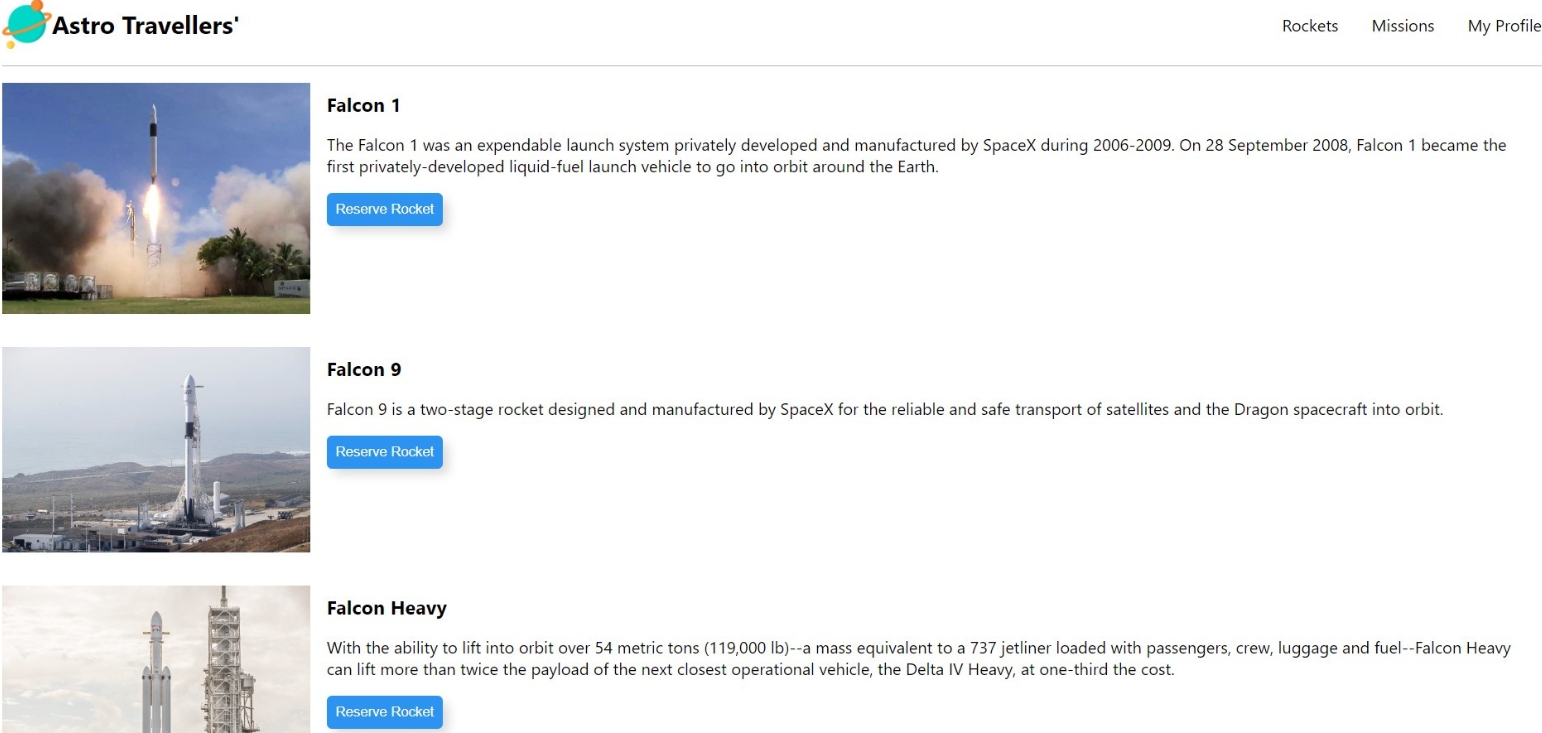 Astro Travellers'
Rockets Missions My Profile
Falcon 1
The Falcon 1 was an expendable launch system privately developed and manufactured by SpaceX during 2006-2009. On 28 September 2008, Falcon 1 became the
first privately-developed liquid-fuel launch vehicle to go into orbit around the Earth.
Reserve Rocket
Falcon 9
Falcon 9 is a two-stage rocket designed and manufactured by SpaceX for the reliable and safe transport of satellites and the Dragon spacecraft into orbit.
Reserve Rocket
Falcon Heavy
With the ability to lift into orbit over 54 metric tons (119,000 lb)--a mass equivalent to a 737 jetliner loaded with passengers, crew, luggage and fuel--Falcon Heavy
can lift more than twice the payload of the next closest operational vehicle, the Delta IV Heavy, at one-third the cost.
Reserve Rocket